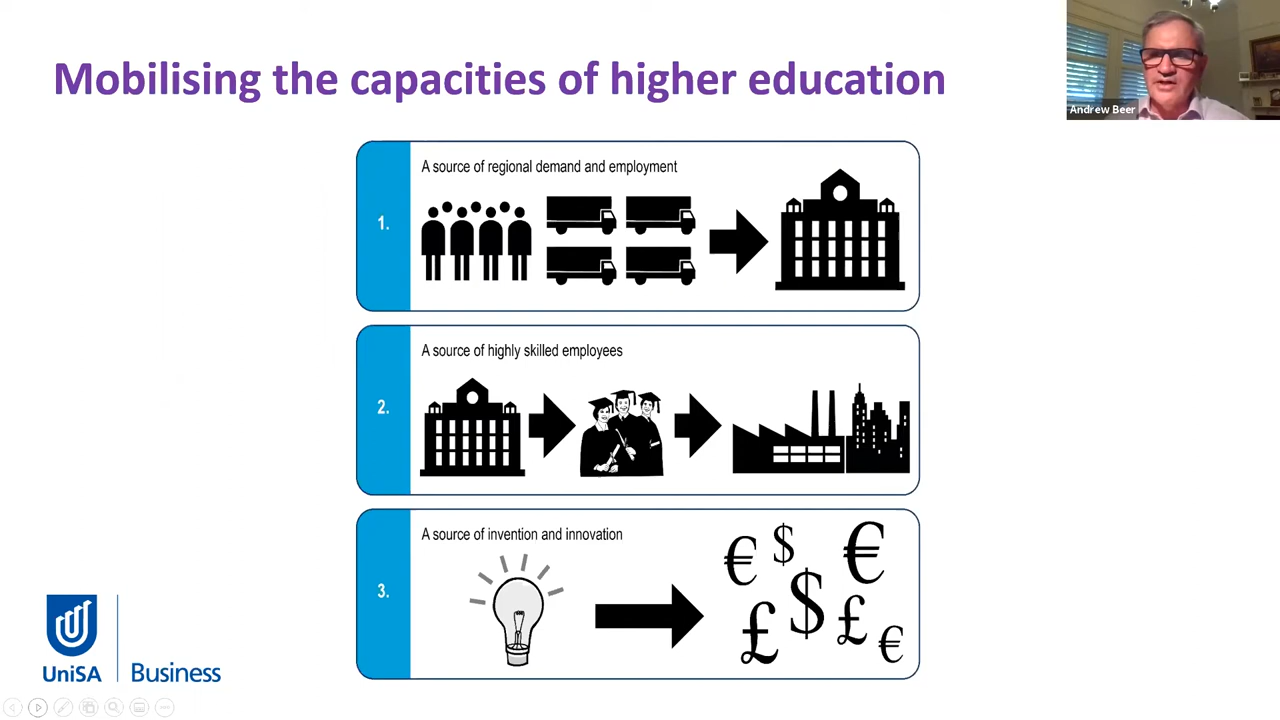 Mobilising the capacities of higher education
Andrew Beer
1.
A source of regional demand and employment
2.
A source of highly skilled employees
3.
A source of invention and innovation
€ $ €
£ $ £ €
UniSA
Business